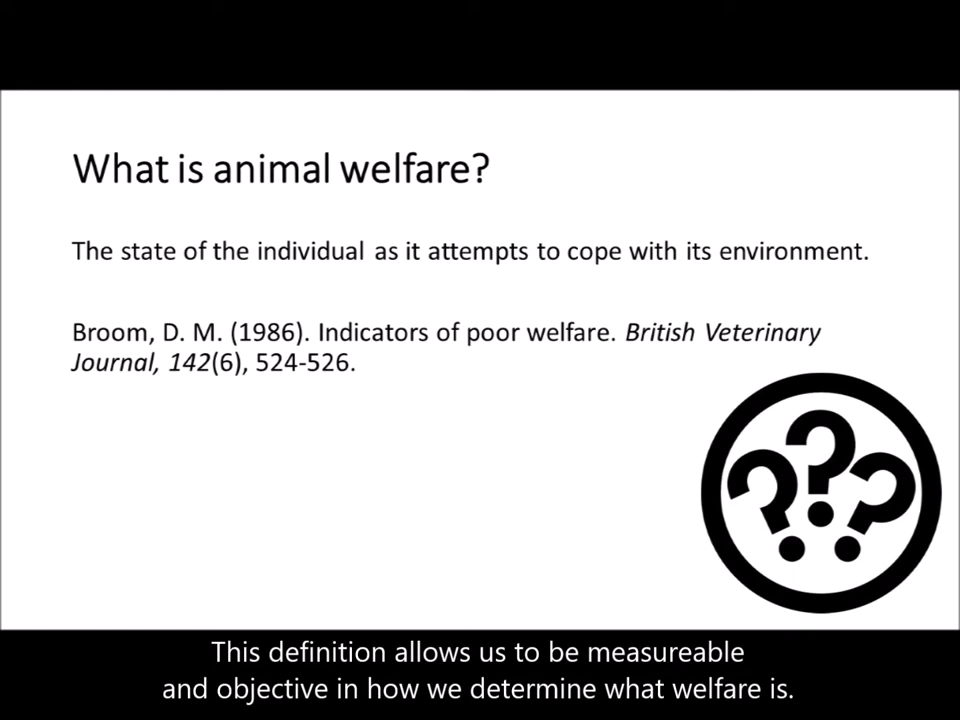 What is animal welfare?
The state of the individual as it attempts to cope with its environment.
Broom, D. M. (1986). Indicators of poor welfare. British Veterinary
Journal, 142(6), 524-526.
???
This definition allows us to be measureable
and objective in how we determine what welfare is.